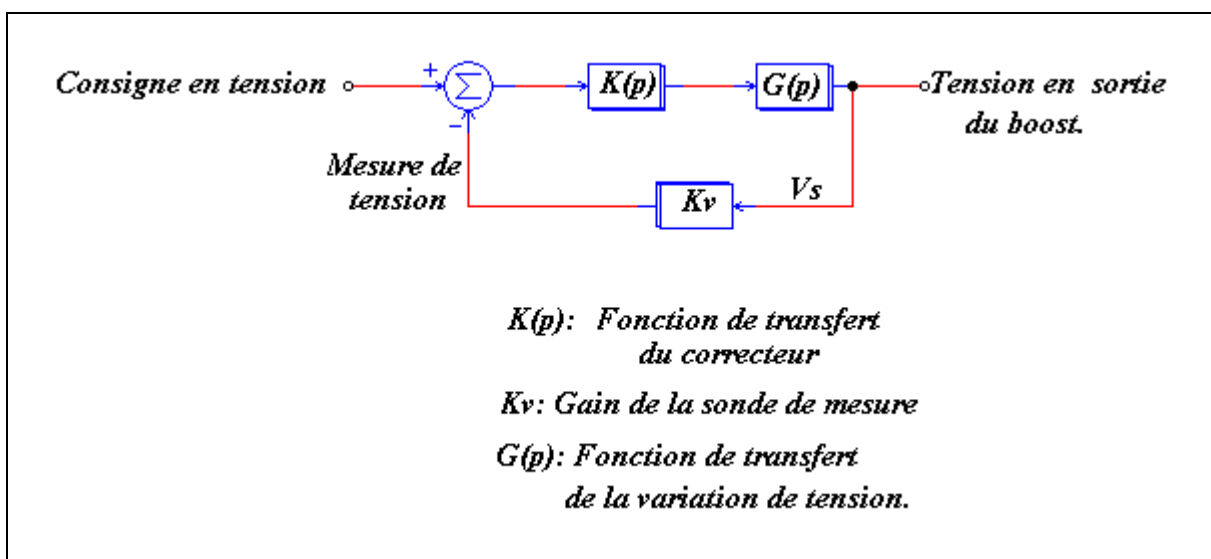 Consigne en tension
+
Σ
−
K(p)
G(p)
Tension en sortie
du boost.
Mesure de
tension
Kv
Vs
K(p): Fonction de transfert
du correcteur
Kv: Gain de la sonde de mesure
G(p): Fonction de transfert
de la variation de tension.